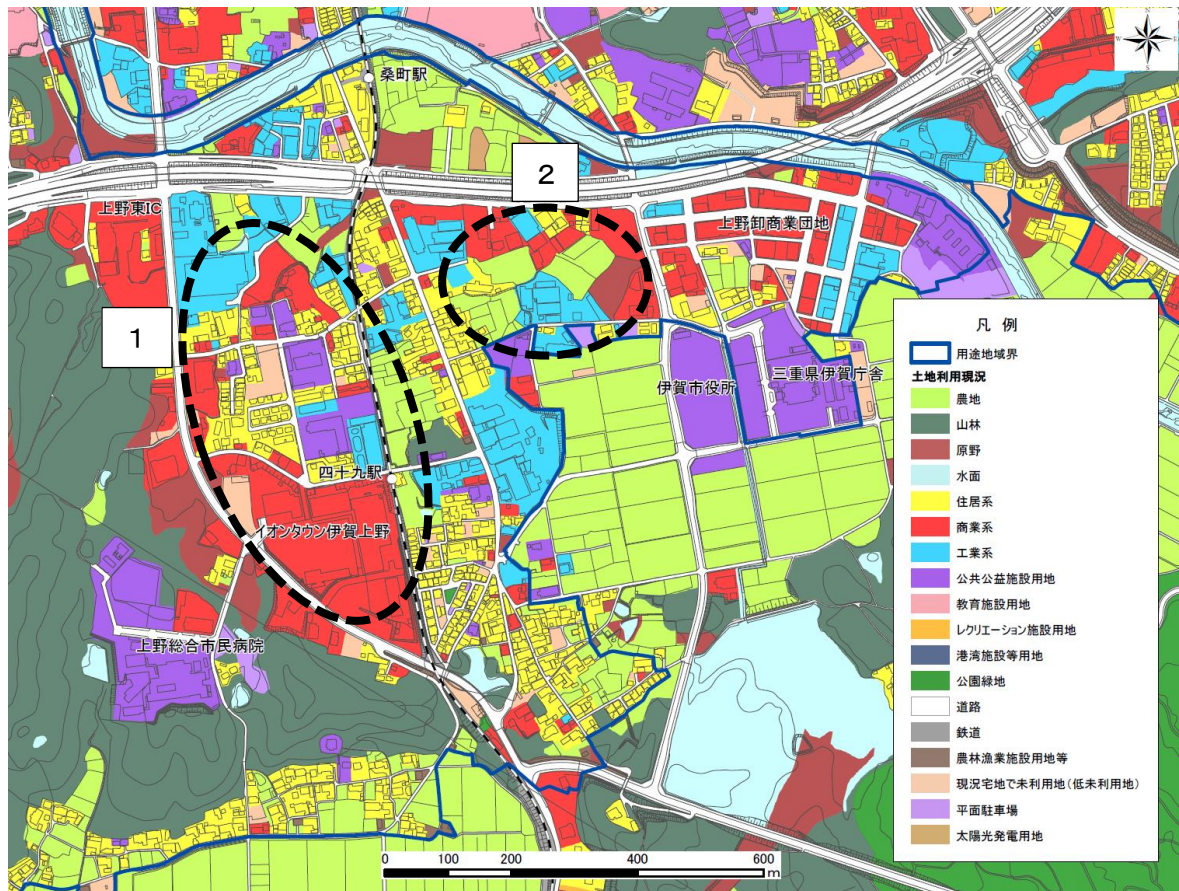 N
W
E
S
桑町駅
2
上野東IC
上野卸商業団地
1
凡 例
用途地域界
土地利用現況
農地
山林
原野
水面
住居系
商業系
工業系
公共公益施設用地
教育施設用地
レクリエーション施設用地
港湾施設等用地
公園緑地
道路
鉄道
農林漁業施設用地等
現況宅地で未利用地(低未利用地)
平面駐車場
太陽光発電用地
伊賀市役所
三重県伊賀庁舎
四十九駅
イオンタウン伊賀上野
上野総合市民病院
0 100 200 400 600
m